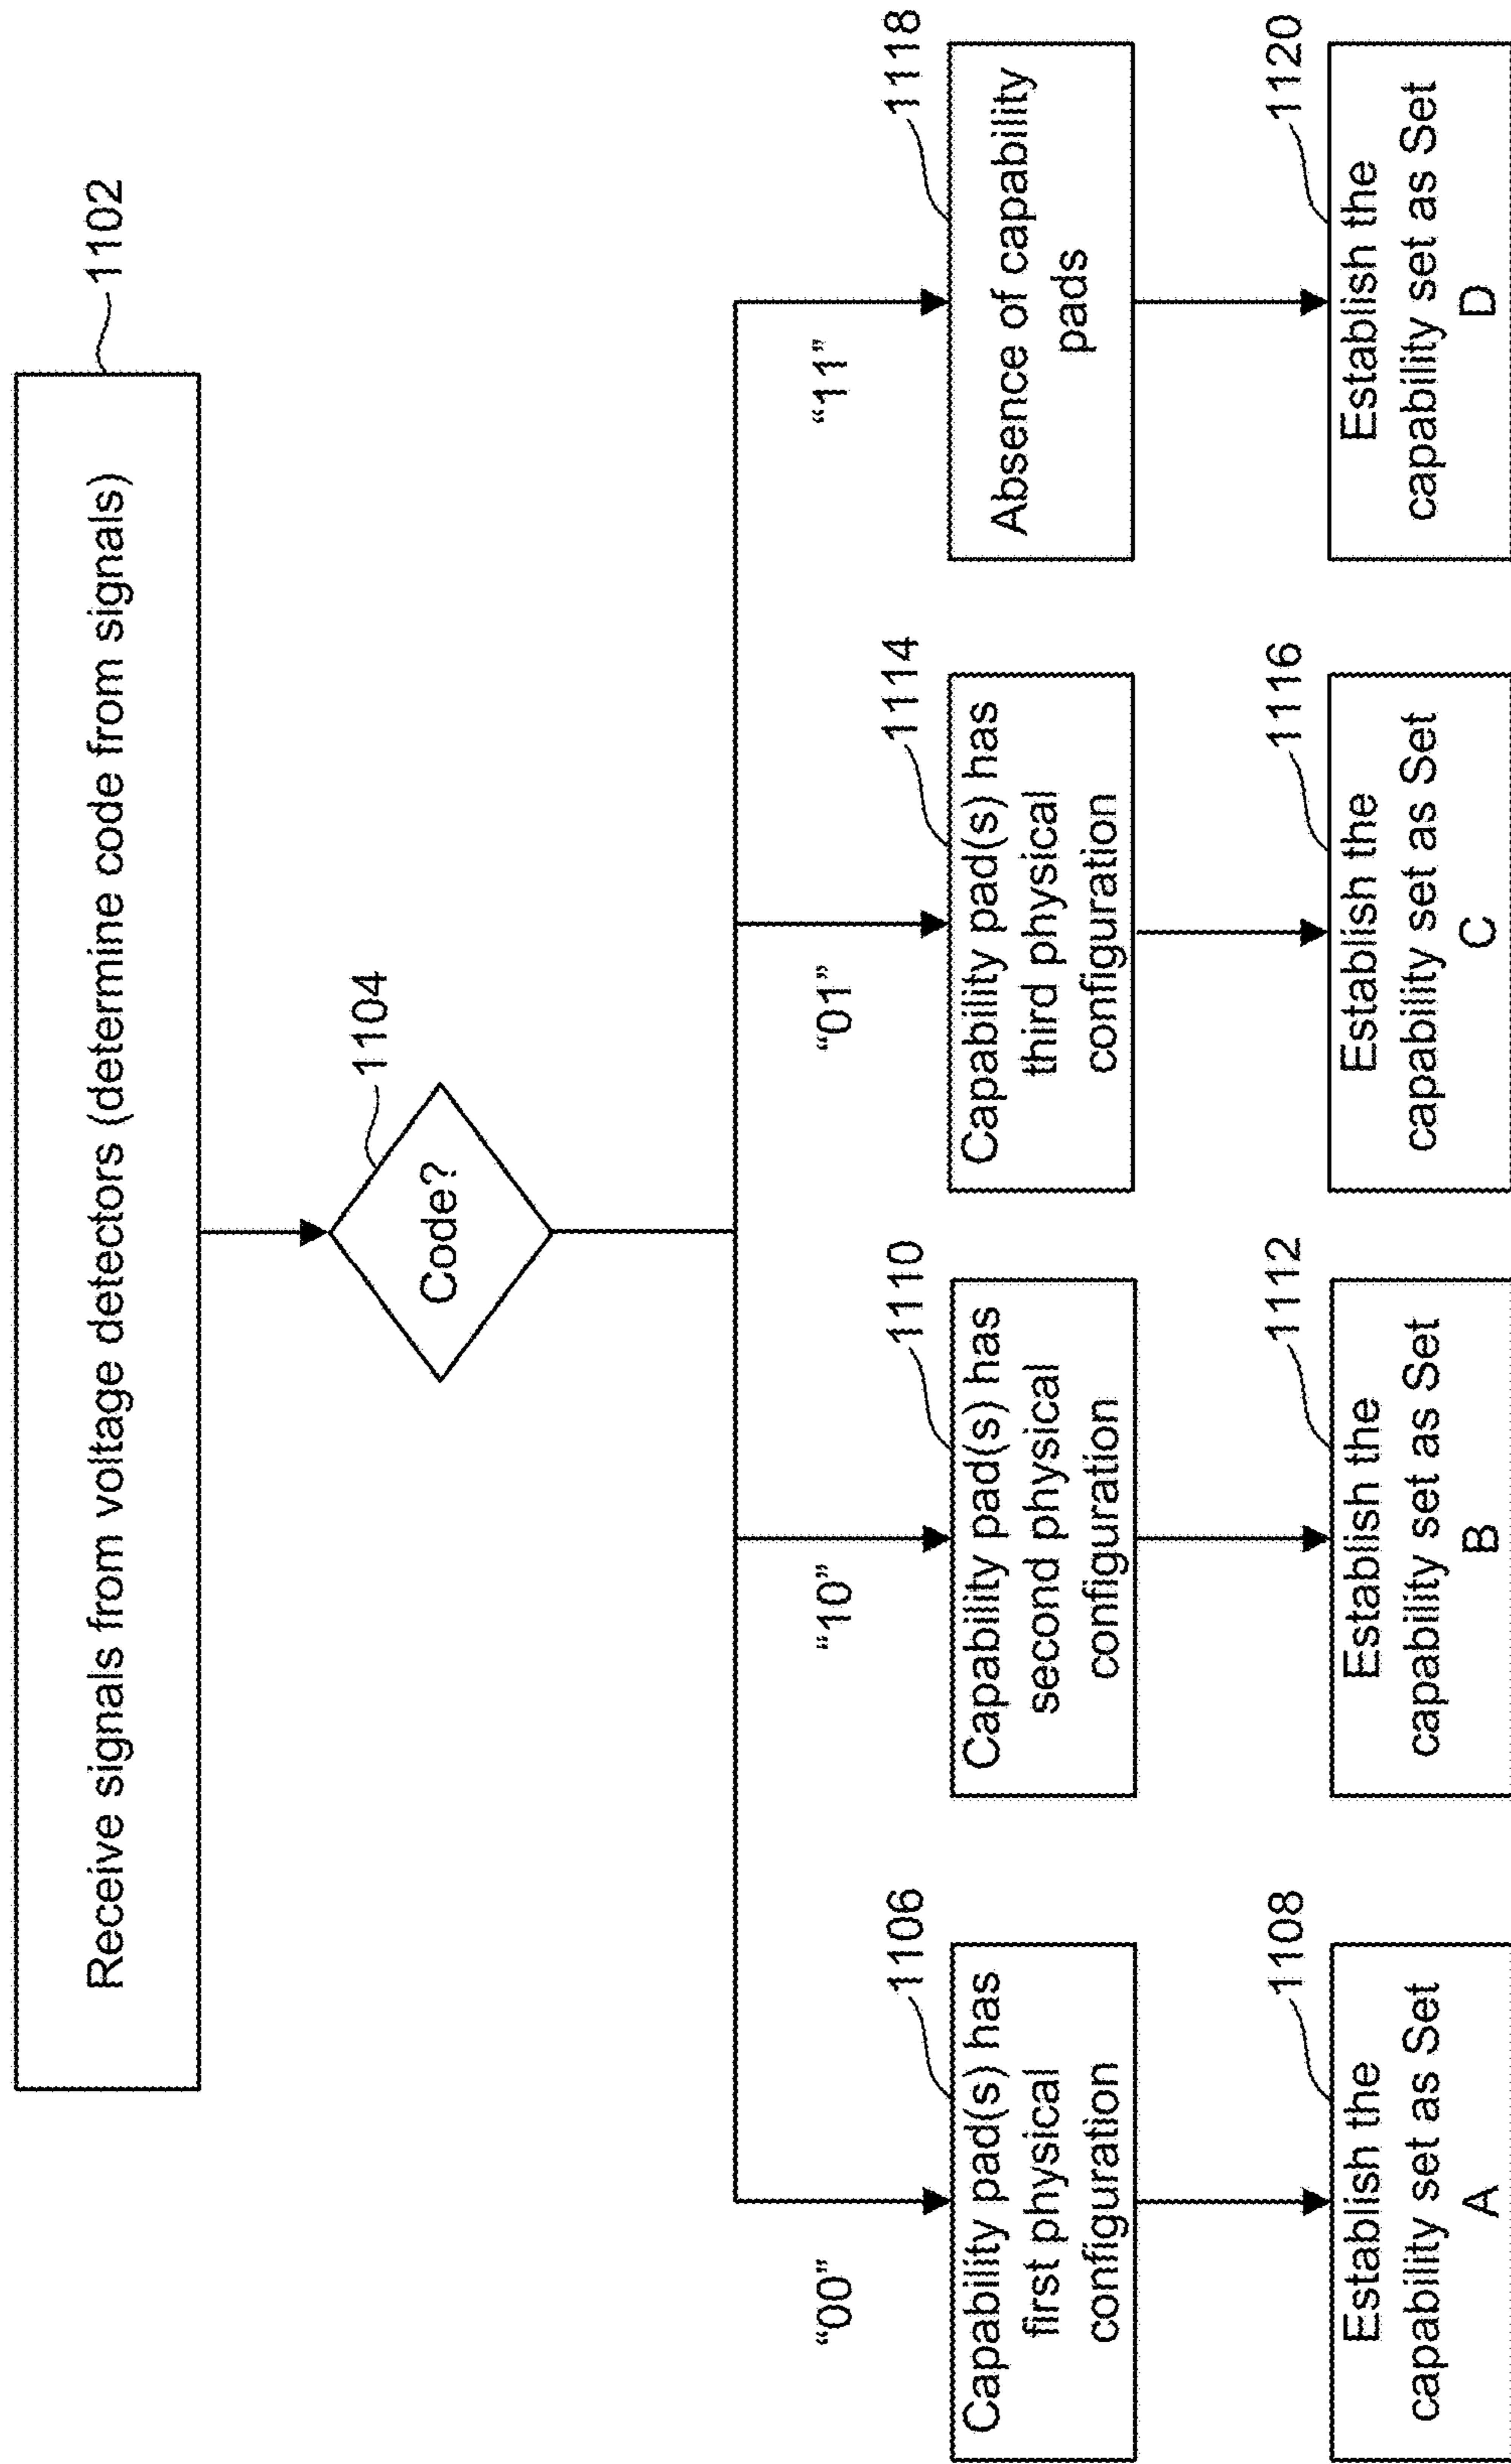 Receive signals from voltage detectors (determine code from signals)
1102
Code?
1104
“00”
“10”
“01”
“11”
1106
Capability pad(s) has
first physical
configuration
1110
Capability pad(s) has
second physical
configuration
1114
Capability pad(s) has
third physical
configuration
1118
Absence of capability
pads
1108
Establish the
capability set as Set
A
1112
Establish the
capability set as Set
B
1116
Establish the
capability set as Set
C
1120
Establish the
capability set as Set
D